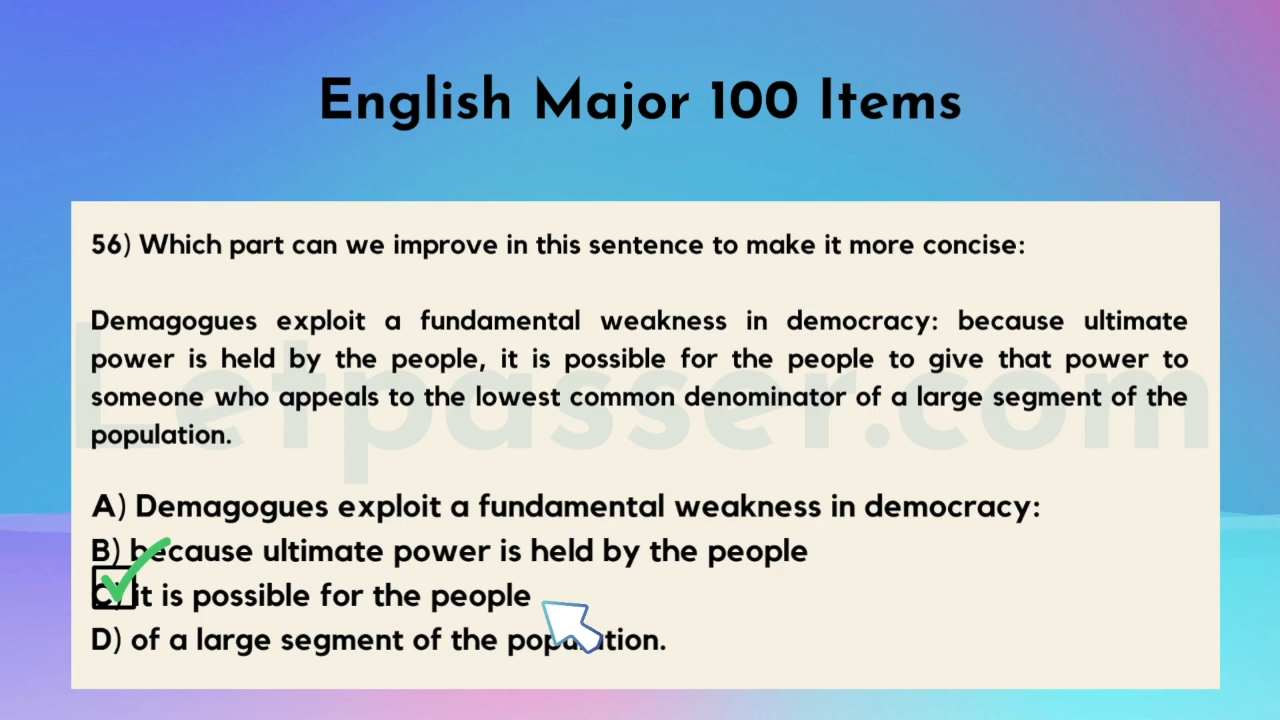 English Major 100 Items
56) Which part can we improve in this sentence to make it more concise:
Demagogues exploit a fundamental weakness in democracy: because ultimate
power is held by the people, it is possible for the people to give that power to
someone who appeals to the lowest common denominator of a large segment of the
population.
Letpasser.com
A) Demagogues exploit a fundamental weakness in democracy:
B) because ultimate power is held by the people
C) it is possible for the people
D) of a large segment of the population.